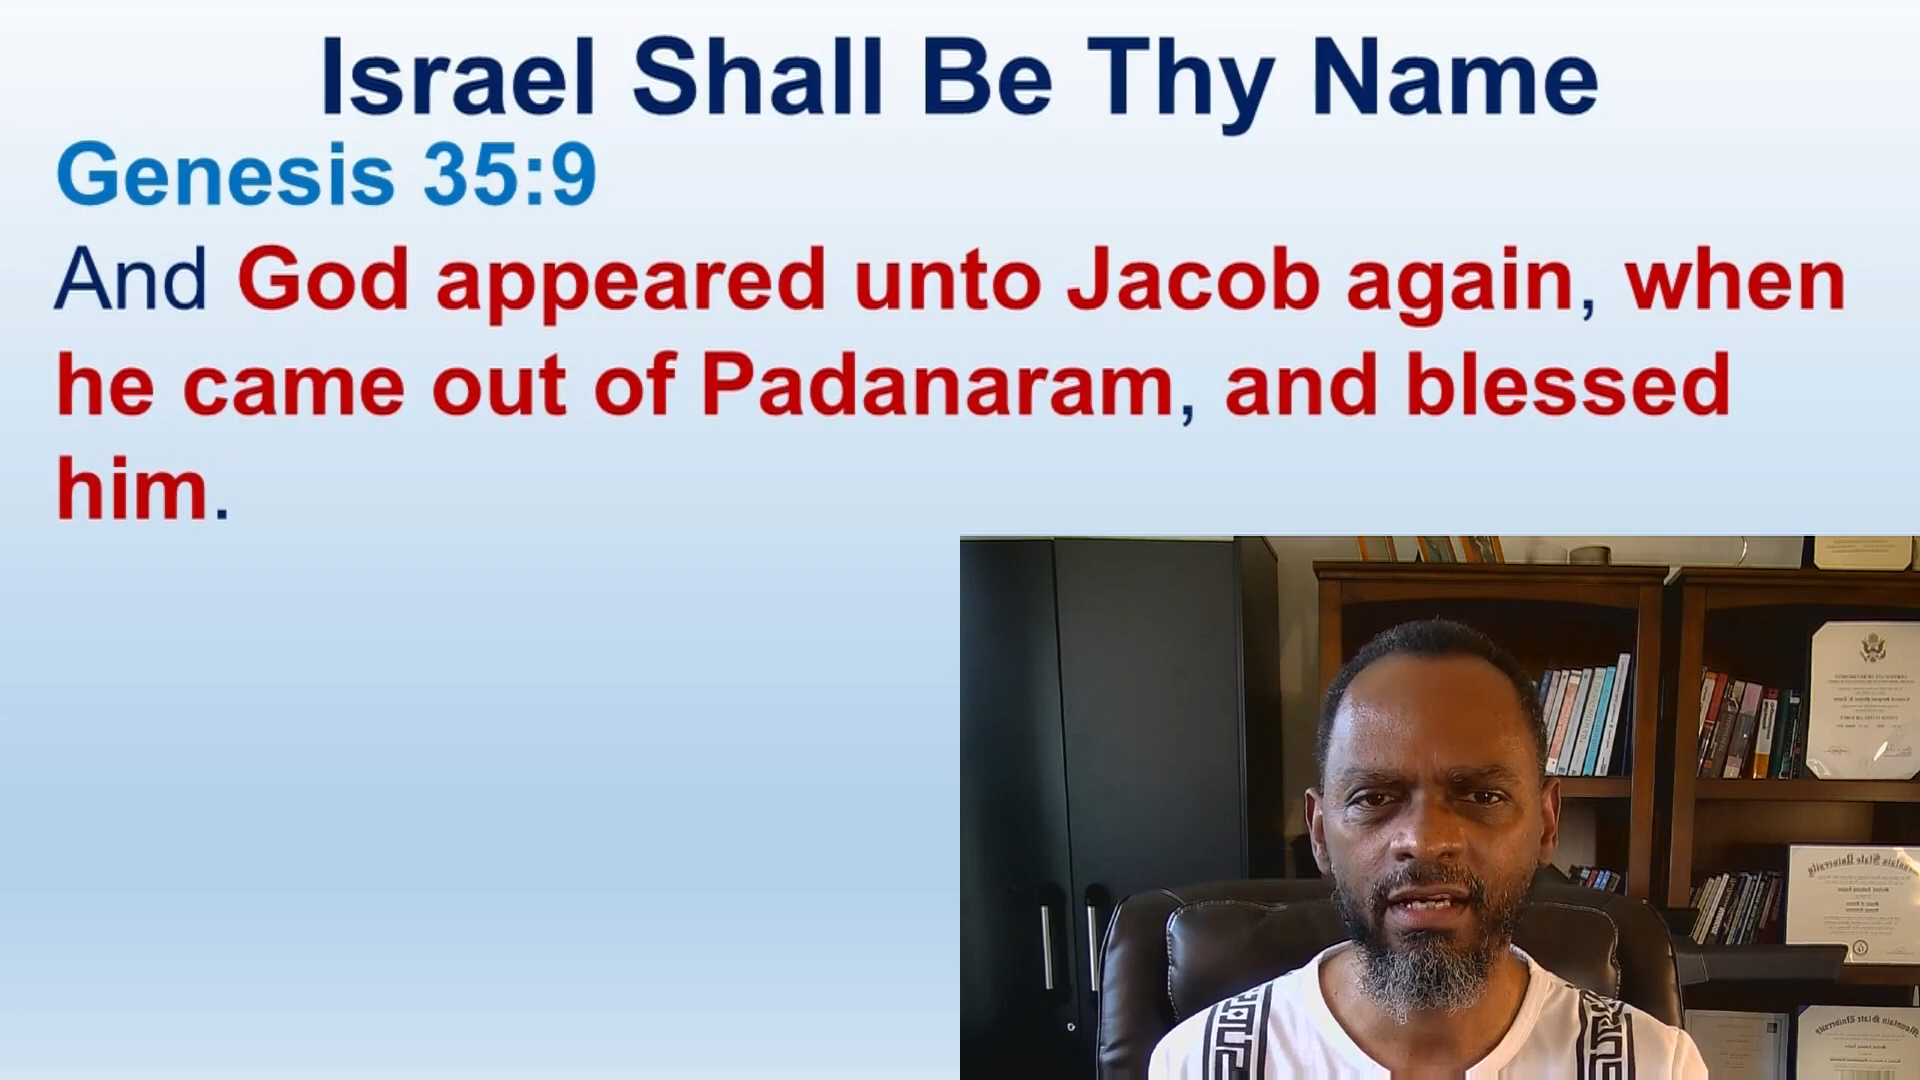 Israel Shall Be Thy Name
Genesis 35:9
And God appeared unto Jacob again, when
he came out of Padanaram, and blessed
him.